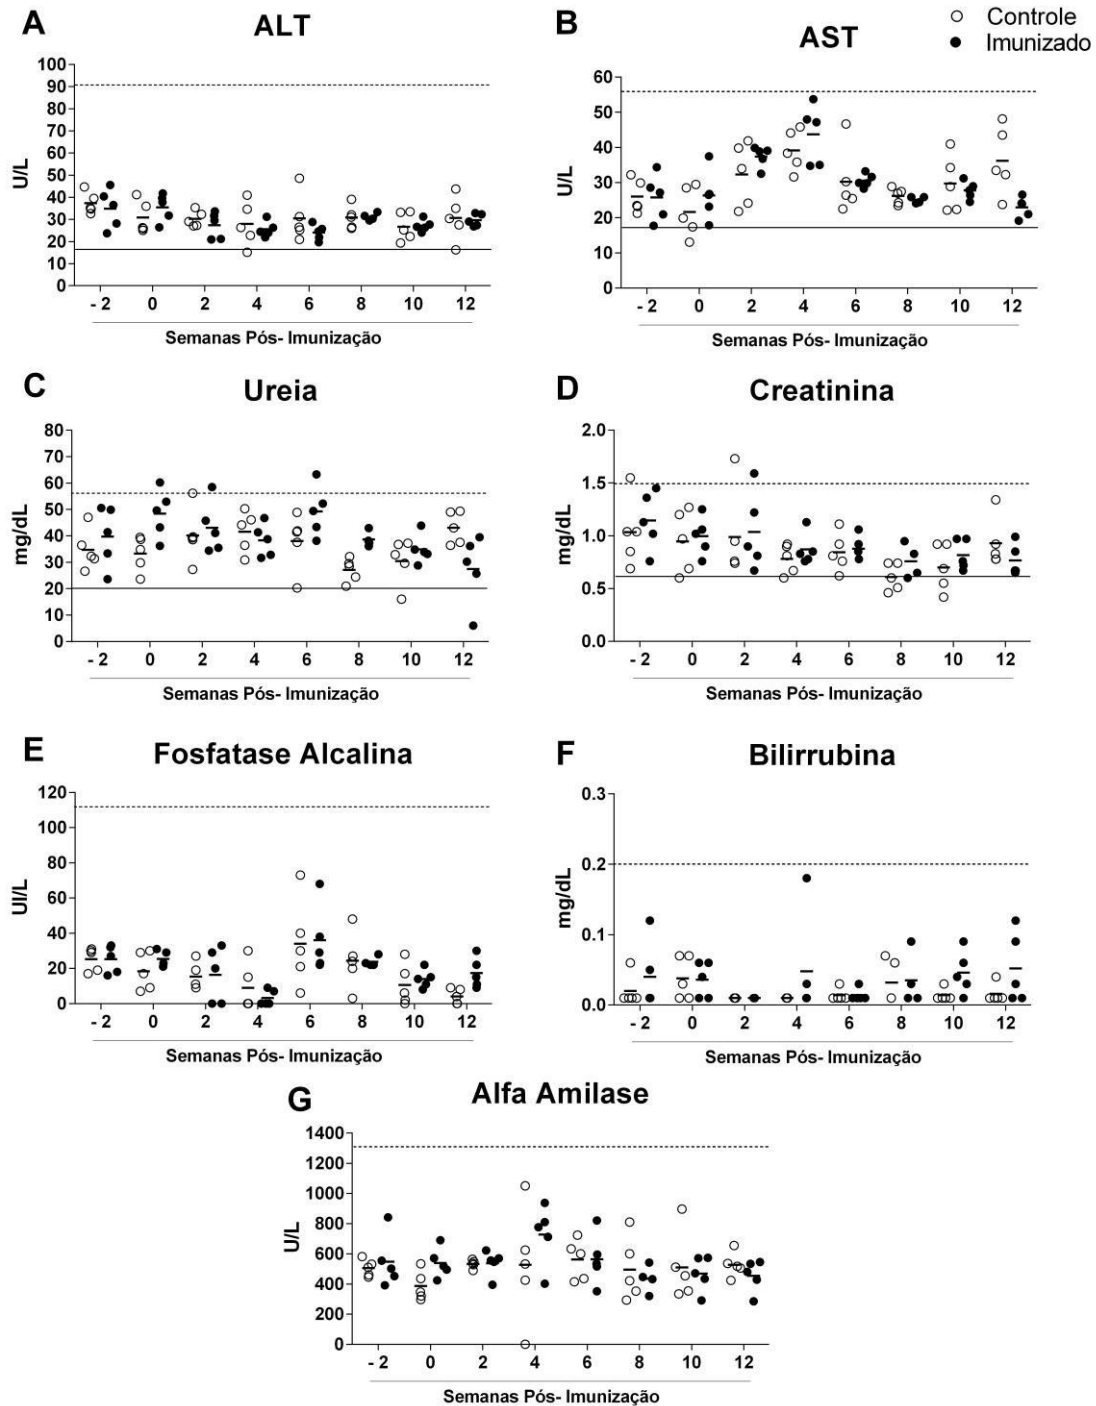 A
ALT
100
90
80
70
60
50
40
30
20
10
0
U/L
- 2 0 2 4 6 8 10 12
Semanas Pós- Imunização
B
AST
Controle
Imunizado
60
50
40
30
20
10
0
U/L
- 2 0 2 4 6 8 10 12
Semanas Pós- Imunização
C
Ureia
80
70
60
50
40
30
20
10
0
mg/dL
- 2 0 2 4 6 8 10 12
Semanas Pós- Imunização
D
Creatinina
2.0
1.5
1.0
0.5
0.0
mg/dL
- 2 0 2 4 6 8 10 12
Semanas Pós- Imunização
E
Fosfatase Alcalina
120
100
80
60
40
20
0
UI/L
- 2 0 2 4 6 8 10 12
Semanas Pós- Imunização
F
Bilirrubina
0.3
0.2
0.1
0.0
mg/dL
- 2 0 2 4 6 8 10 12
Semanas Pós- Imunização
G
Alfa Amilase
1400
1200
1000
800
600
400
200
0
U/L
- 2 0 2 4 6 8 10 12
Semanas Pós- Imunização